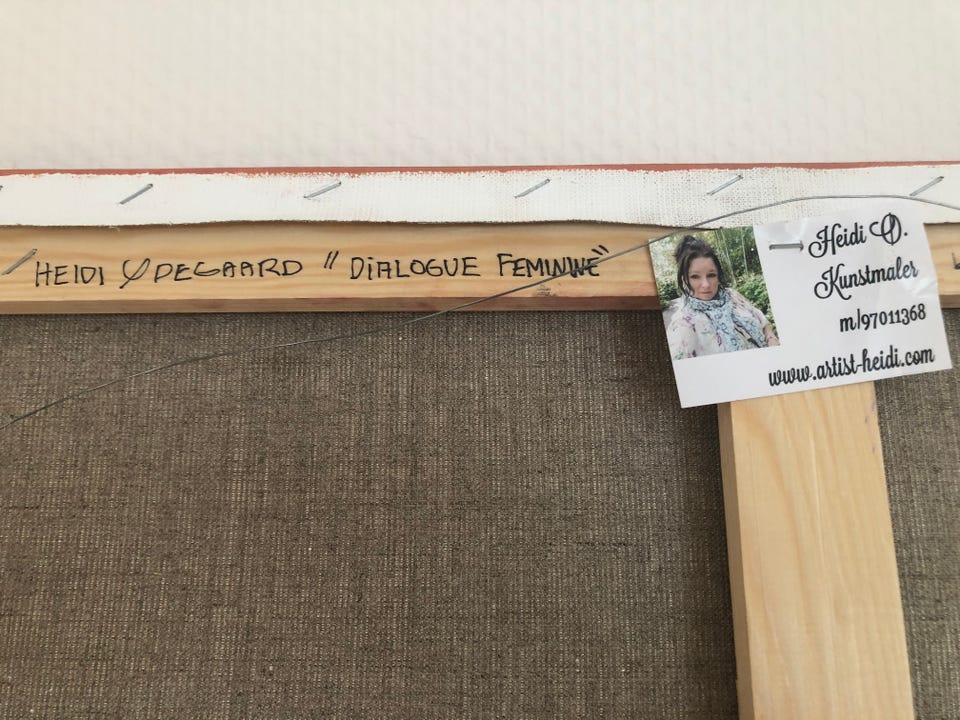 HEIDI ØDEGAARD "DIALOGUE FEMININE"
Heidi Ø.
Kunstmaler
m/97011368
www.artist-heidi.com